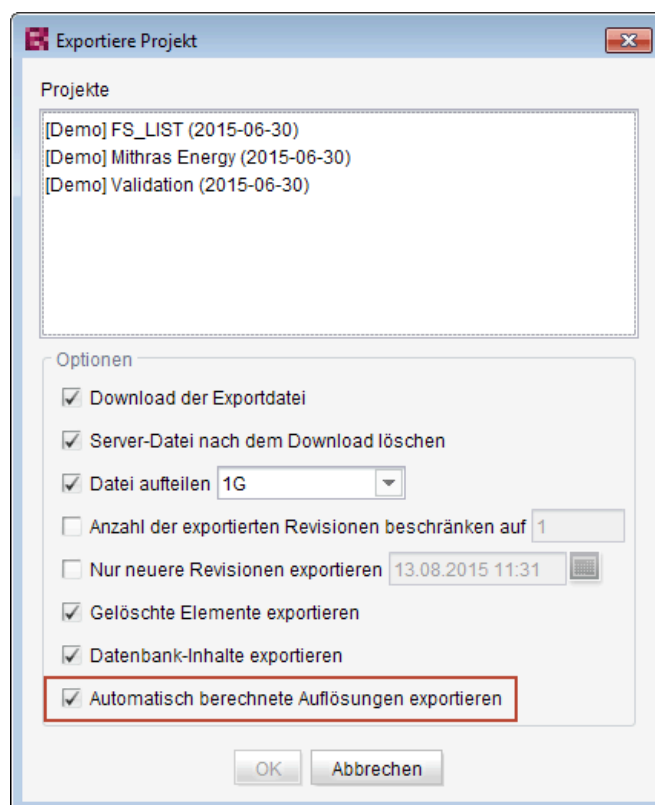 Exportiere Projekt
Projekte
[Demo] FS_LIST (2015-06-30)
[Demo] Mithras Energy (2015-06-30)
[Demo] Validation (2015-06-30)
Optionen
Download der Exportdatei
Server-Datei nach dem Download löschen
Datei aufteilen 1G
Anzahl der exportierten Revisionen beschränken auf 1
Nur neuere Revisionen exportieren 13.08.2015 11:31
Gelöschte Elemente exportieren
Datenbank-Inhalte exportieren
Automatisch berechnete Auflösungen exportieren
OK Abbrechen